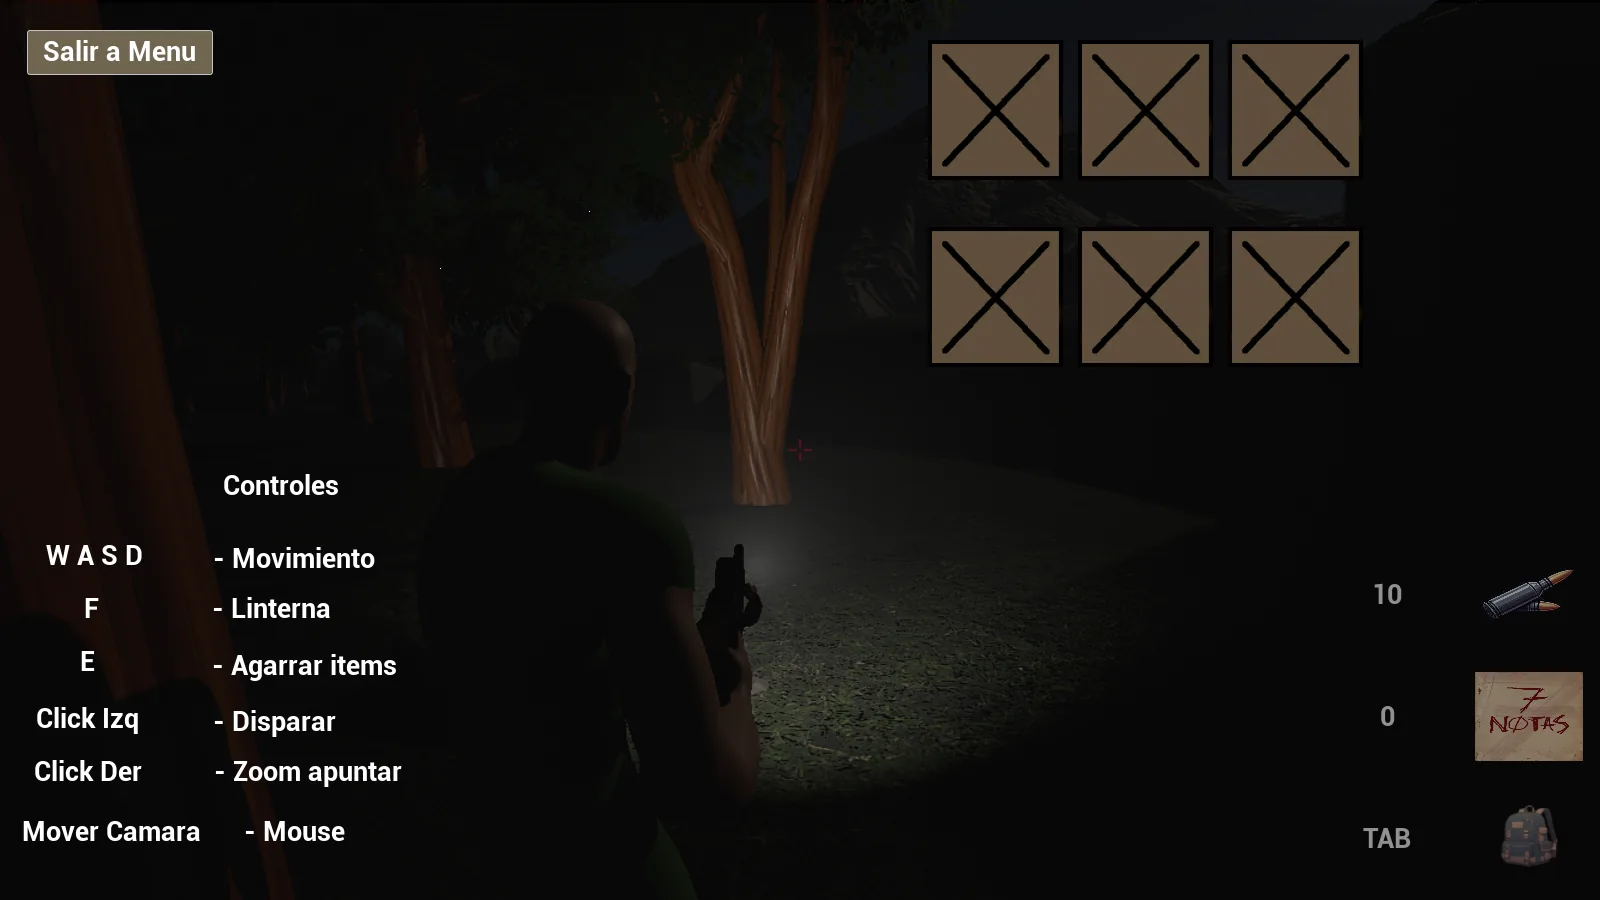 Salir a Menu
Controles
W A S D - Movimiento
F - Linterna
E - Agarrar items
Click Izq - Disparar
Click Der - Zoom apuntar
Mover Camara - Mouse
10
0
7
NOTAS
TAB